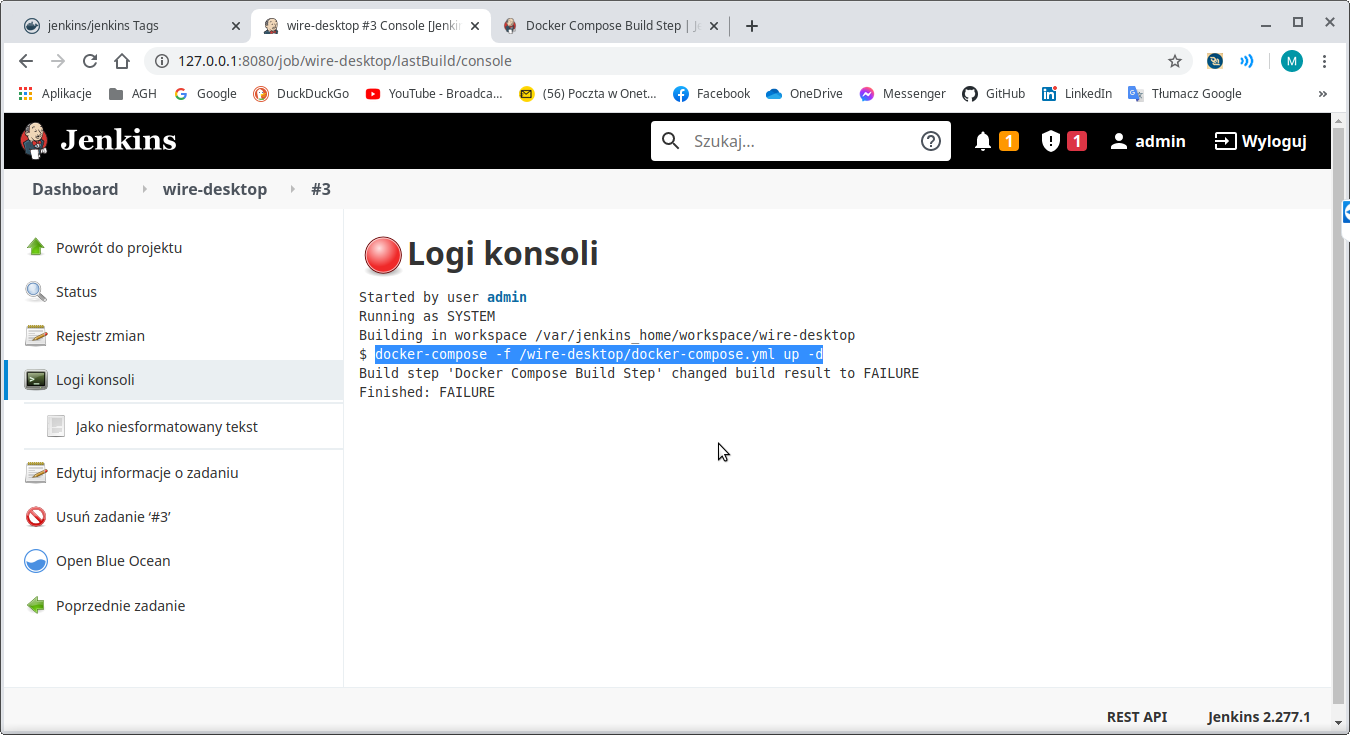 jenkins/jenkins Tags
wire-desktop #3 Console [Jenkin
Docker Compose Build Step | Je
127.0.0.1:8080/job/wire-desktop/lastBuild/console
M
Aplikacje
AGH
Google
DuckDuckGo
YouTube - Broadca...
(56) Poczta w Onet...
Facebook
OneDrive
Messenger
GitHub
LinkedIn
Tłumacz Google
»
Jenkins
Szukaj...
1
1
admin
Wyloguj
Dashboard
wire-desktop
#3
Powrót do projektu
Status
Rejestr zmian
Logi konsoli
Jako niesformatowany tekst
Edytuj informacje o zadaniu
Usuń zadanie ‘#3’
Open Blue Ocean
Poprzednie zadanie
Logi konsoli
Started by user admin
Running as SYSTEM
Building in workspace /var/jenkins_home/workspace/wire-desktop
$ docker-compose -f /wire-desktop/docker-compose.yml up -d
Build step 'Docker Compose Build Step' changed build result to FAILURE
Finished: FAILURE
REST API
Jenkins 2.277.1